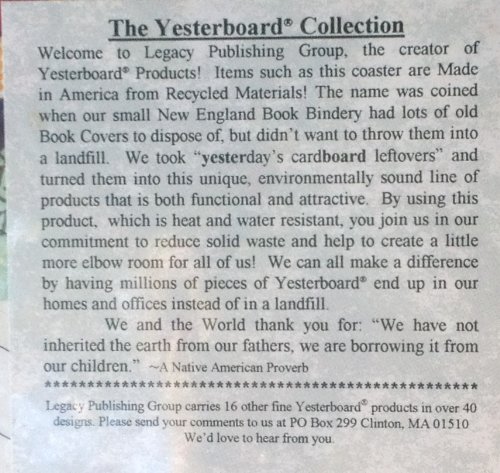 The Yesterboard® Collection
Welcome to Legacy Publishing Group, the creator of
Yesterboard® Products! Items such as this coaster are Made
in America from Recycled Materials! The name was coined
when our small New England Book Bindery had lots of old
Book Covers to dispose of, but didn't want to throw them into
a landfill. We took "yesterday's cardboard leftovers" and
turned them into this unique, environmentally sound line of
products that is both functional and attractive. By using this
product, which is heat and water resistant, you join us in our
commitment to reduce solid waste and help to create a little
more elbow room for all of us! We can all make a difference
by having millions of pieces of Yesterboard® end up in our
homes and offices instead of in a landfill.
We and the World thank you for: "We have not
inherited the earth from our fathers, we are borrowing it from
our children." ~A Native American Proverb
****************************************************
Legacy Publishing Group carries 16 other fine Yesterboard® products in over 40
designs. Please send your comments to us at PO Box 299 Clinton, MA 01510
We'd love to hear from you.